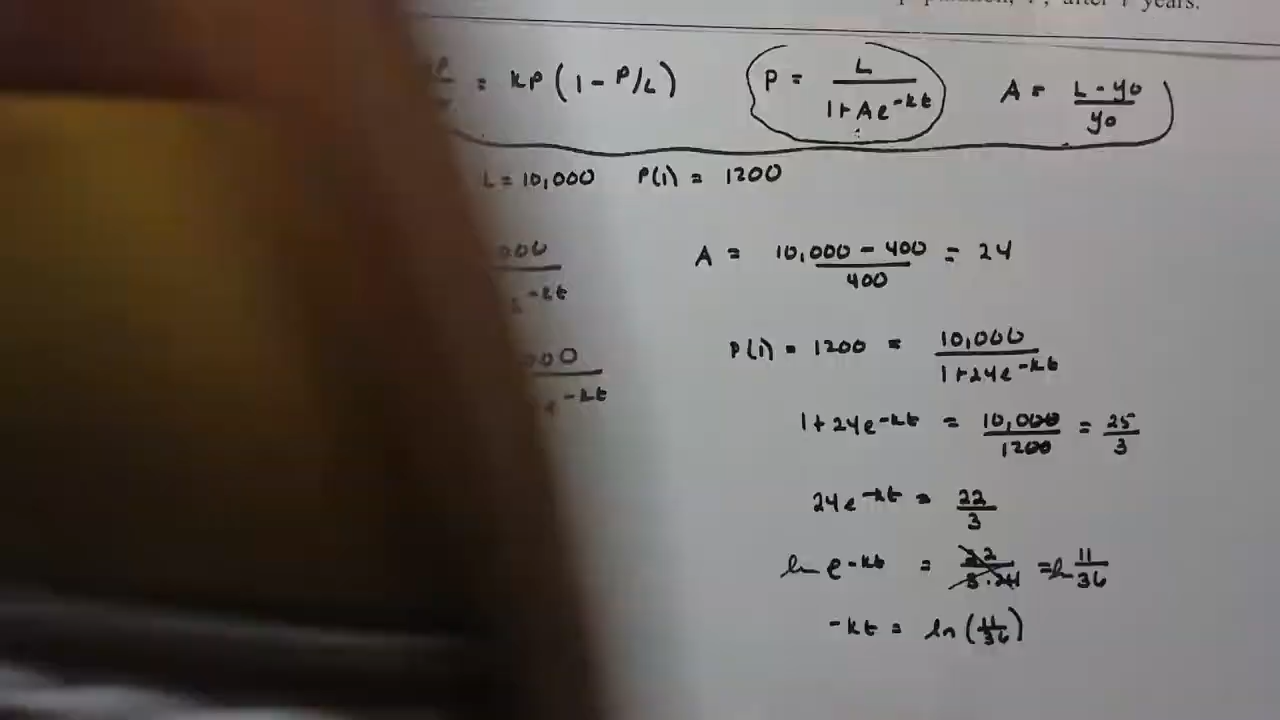 , after t years.
= kP(1 - P/L) P = L / 1 + Ae^-kt A = L - y0 / y0
L = 10,000 P(1) = 1200
A = 10,000 - 400 / 400 = 24
e^-kt
P(1) = 1200 = 10,000 / 1 + 24e^-kt
e^-kt
1 + 24e^-kt = 10,000 / 1200 = 25 / 3
24e^-kt = 22 / 3
ln e^-kt = 22 / 3·24 = ln 11 / 36
-kt = ln(11/36)